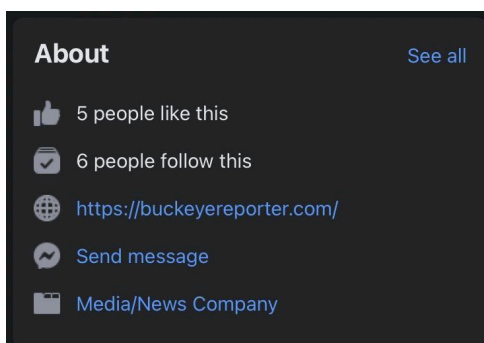 About
See all
5 people like this
6 people follow this
https://buckeyereporter.com/
Send message
Media/News Company